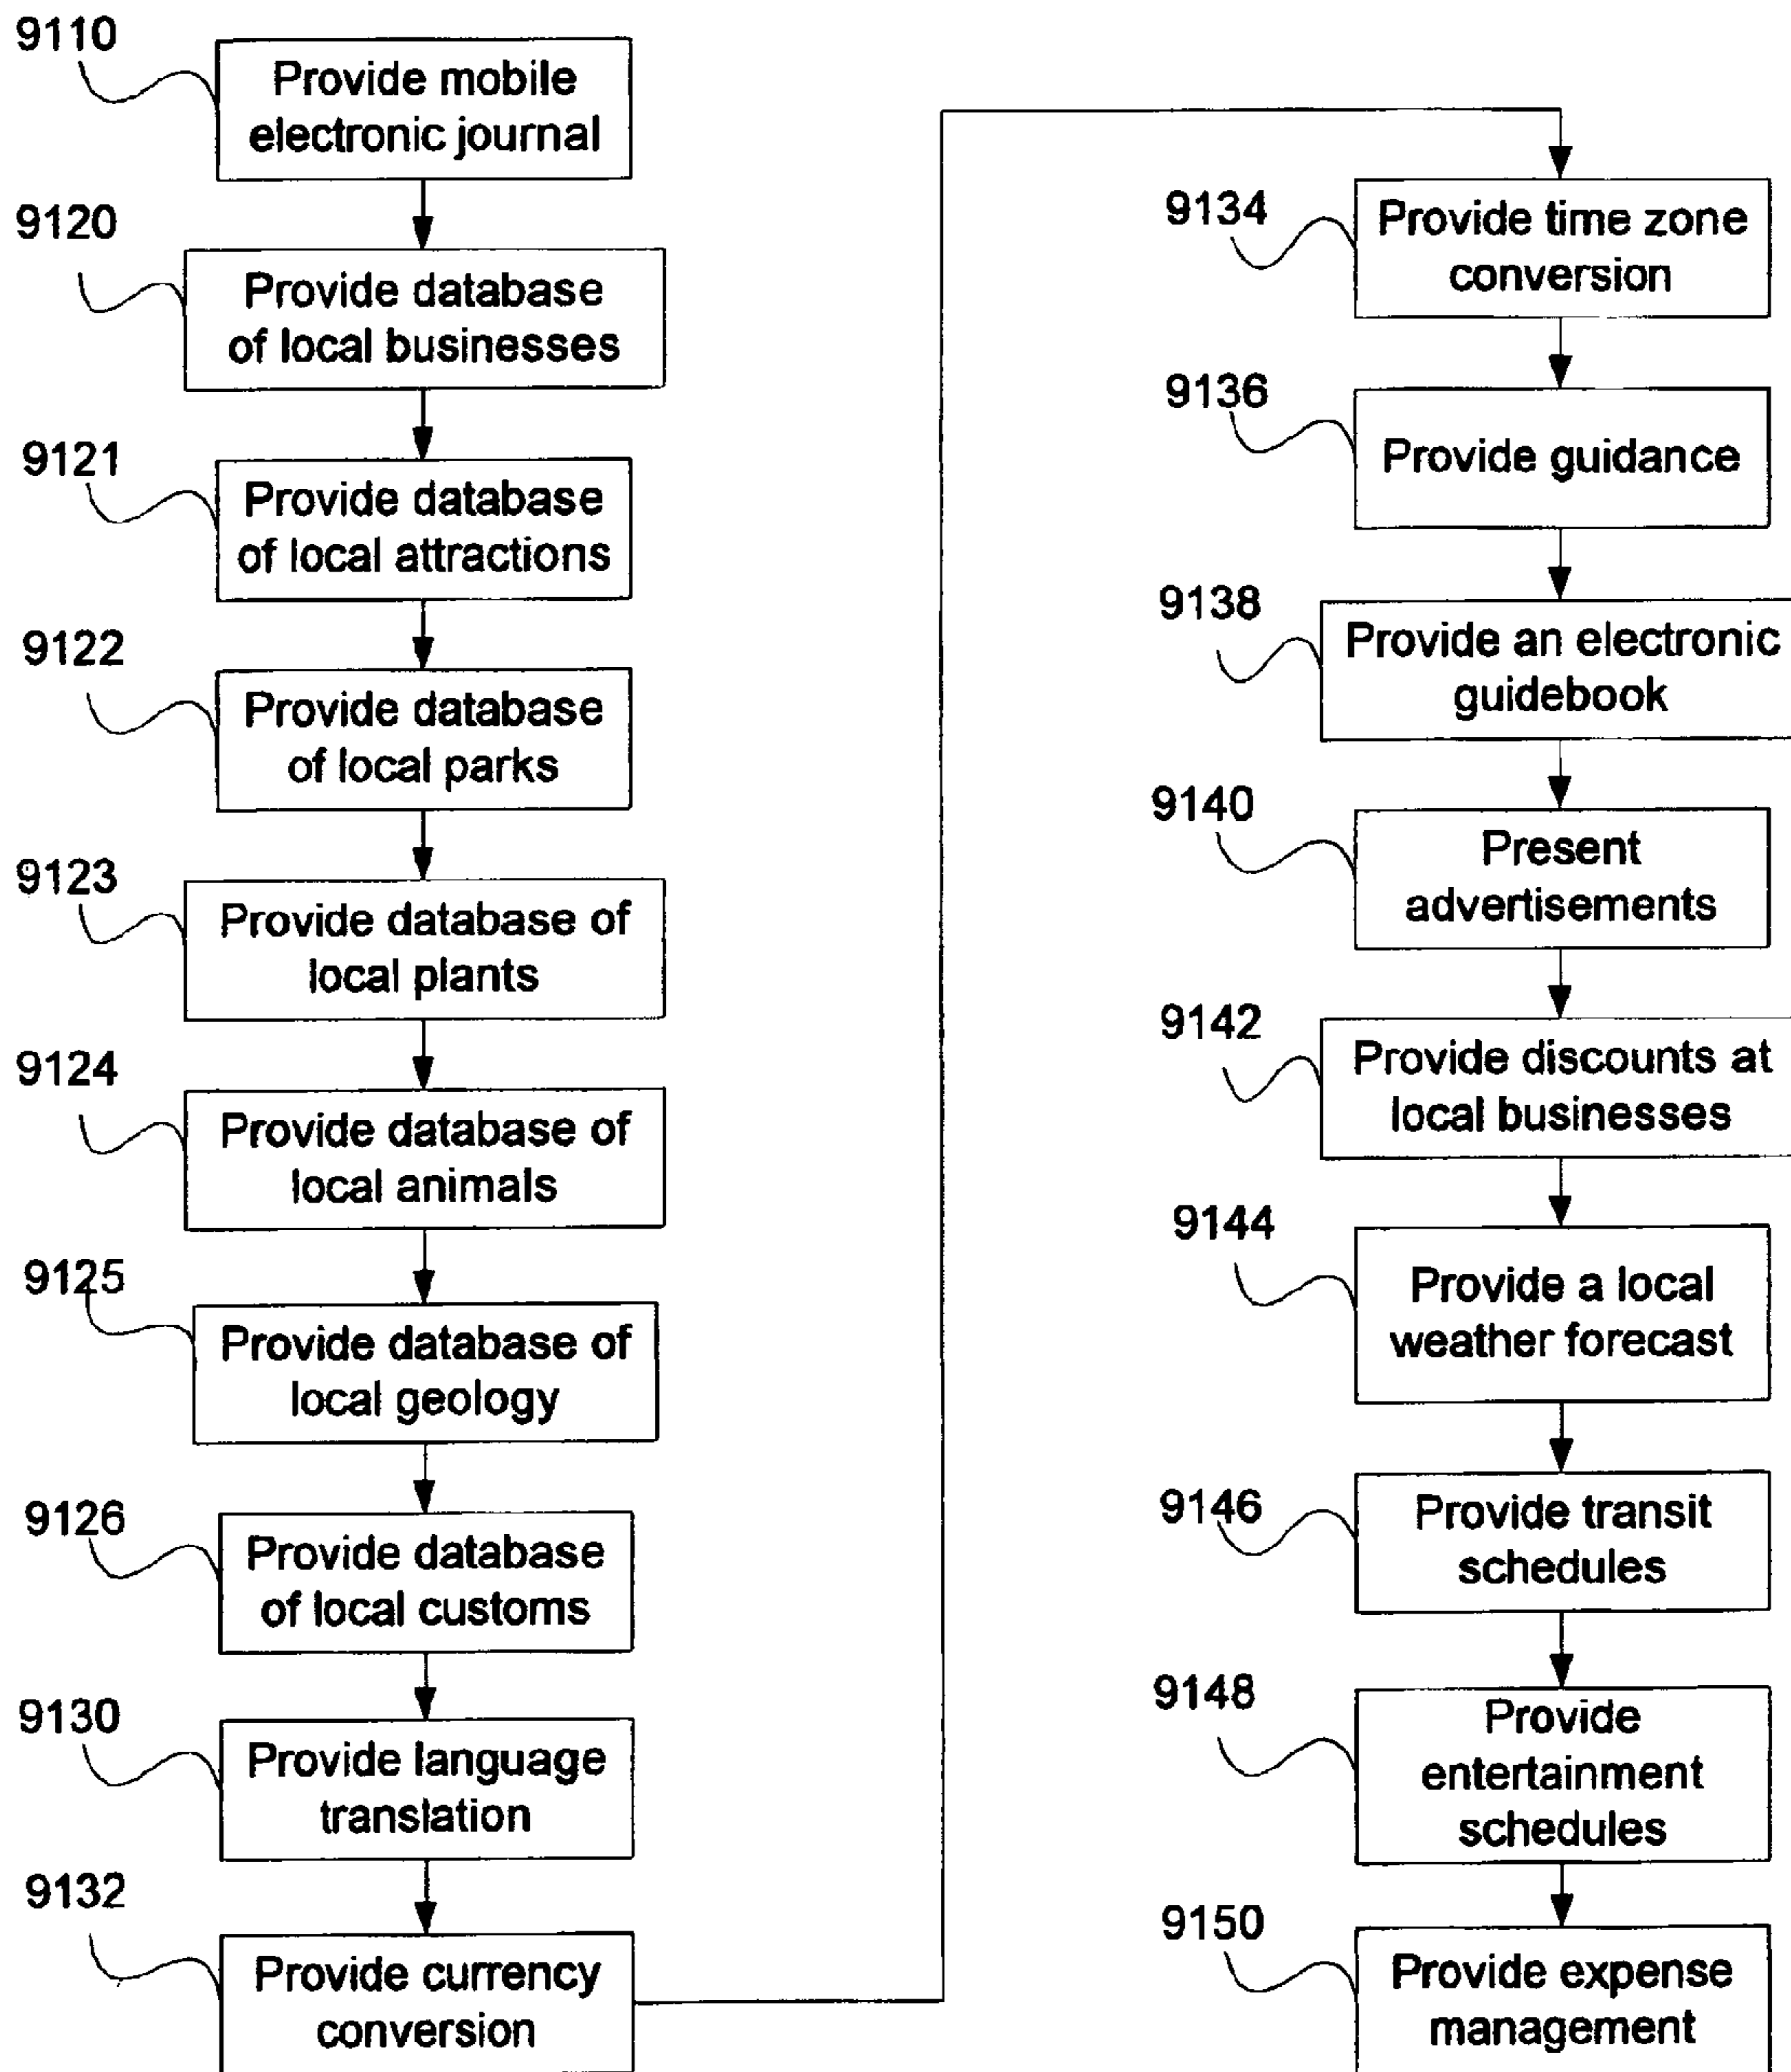 9110
Provide mobile
electronic journal
9120
Provide database
of local businesses
9121
Provide database
of local attractions
9122
Provide database
of local parks
9123
Provide database of
local plants
9124
Provide database of
local animals
9125
Provide database of
local geology
9126
Provide database
of local customs
9130
Provide language
translation
9132
Provide currency
conversion
9134
Provide time zone
conversion
9136
Provide guidance
9138
Provide an electronic
guidebook
9140
Present
advertisements
9142
Provide discounts at
local businesses
9144
Provide a local
weather forecast
9146
Provide transit
schedules
9148
Provide
entertainment
schedules
9150
Provide expense
management